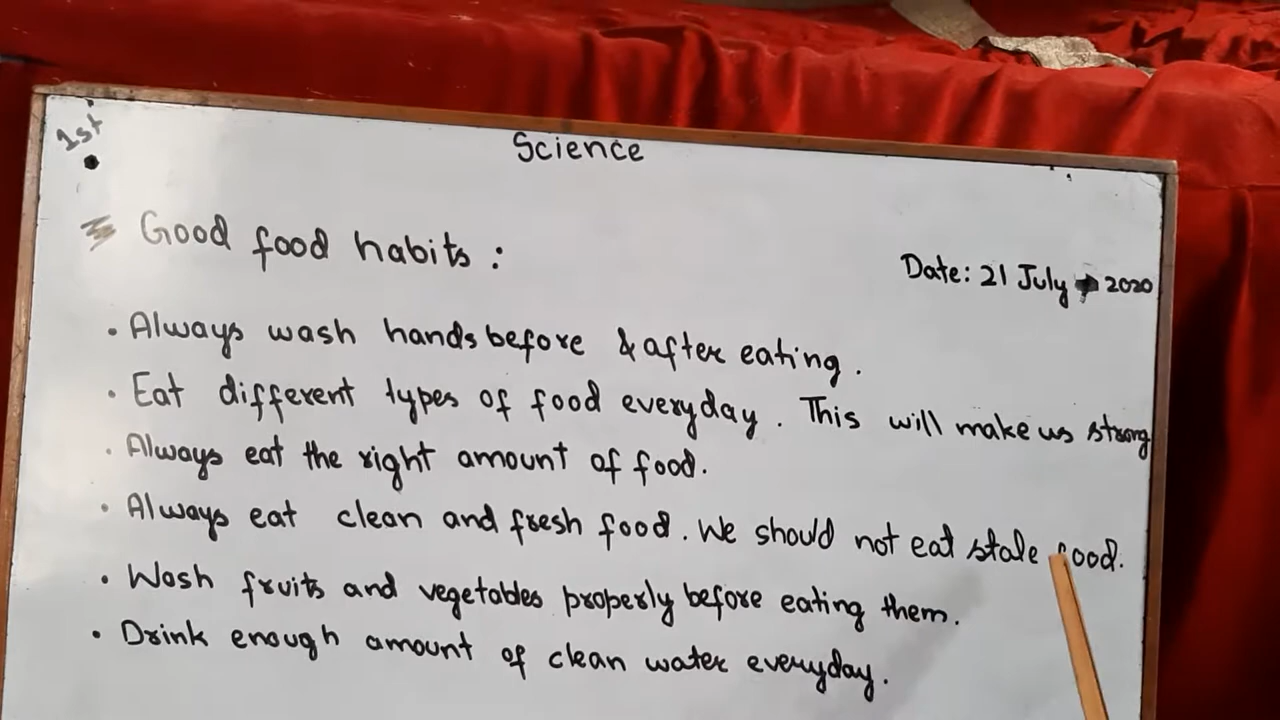 1st
Science
Good food habits :
Date: 21 July 2020
• Always wash hands before & after eating.
• Eat different types of food everyday. This will make us strong
• Always eat the right amount of food.
• Always eat clean and fresh food. We should not eat stale food.
• Wash fruits and vegetables properly before eating them.
• Drink enough amount of clean water everyday.